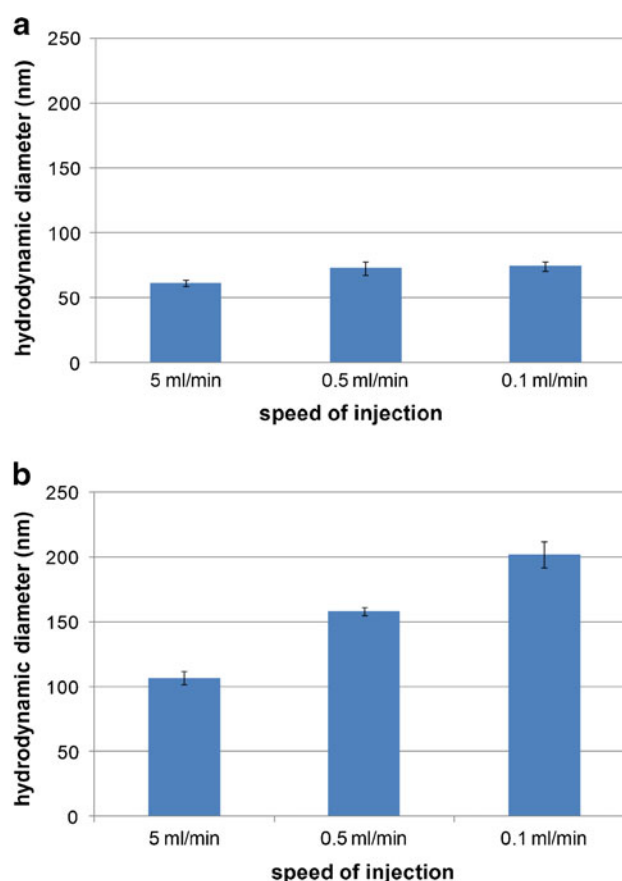 a
hydrodynamic diameter (nm)
250
200
150
100
50
0
5 ml/min 0.5 ml/min 0.1 ml/min
speed of injection
b
hydrodynamic diameter (nm)
250
200
150
100
50
0
5 ml/min 0.5 ml/min 0.1 ml/min
speed of injection